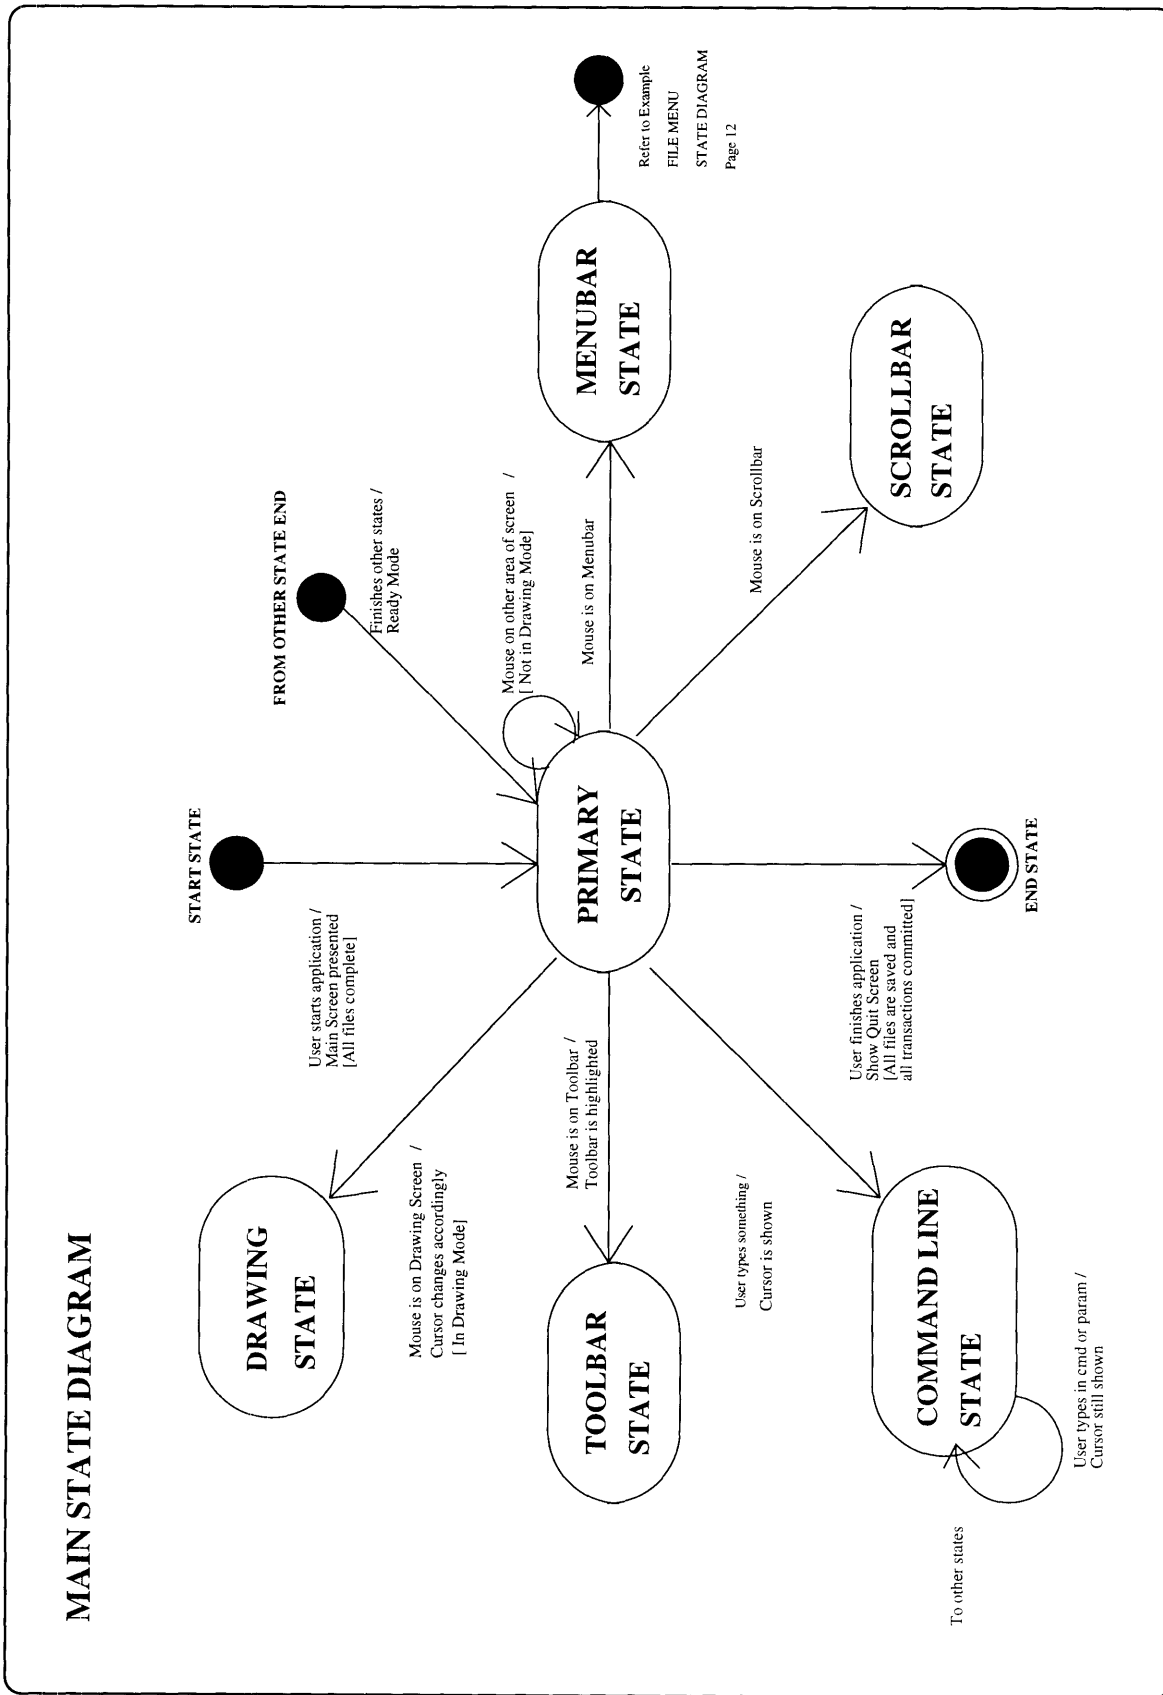 MAIN STATE DIAGRAM
START STATE
FROM OTHER STATE END
User starts application /
Main Screen presented
[All files complete]
Finishes other states /
Ready Mode
DRAWING
STATE
Mouse is on Drawing Screen /
Cursor changes accordingly
[ In Drawing Mode]
Mouse on other area of screen /
[ Not in Drawing Mode]
TOOLBAR
STATE
Mouse is on Toolbar /
Toolbar is highlighted
PRIMARY
STATE
Mouse is on Menubar
MENUBAR
STATE
Refer to Example
FILE MENU
STATE DIAGRAM
Page 12
User types something /
Cursor is shown
Mouse is on Scrollbar
COMMAND LINE
STATE
User finishes application /
Show Quit Screen
[All files are saved and
all transactions committed]
SCROLLBAR
STATE
To other states
END STATE
User types in cmd or param /
Cursor still shown